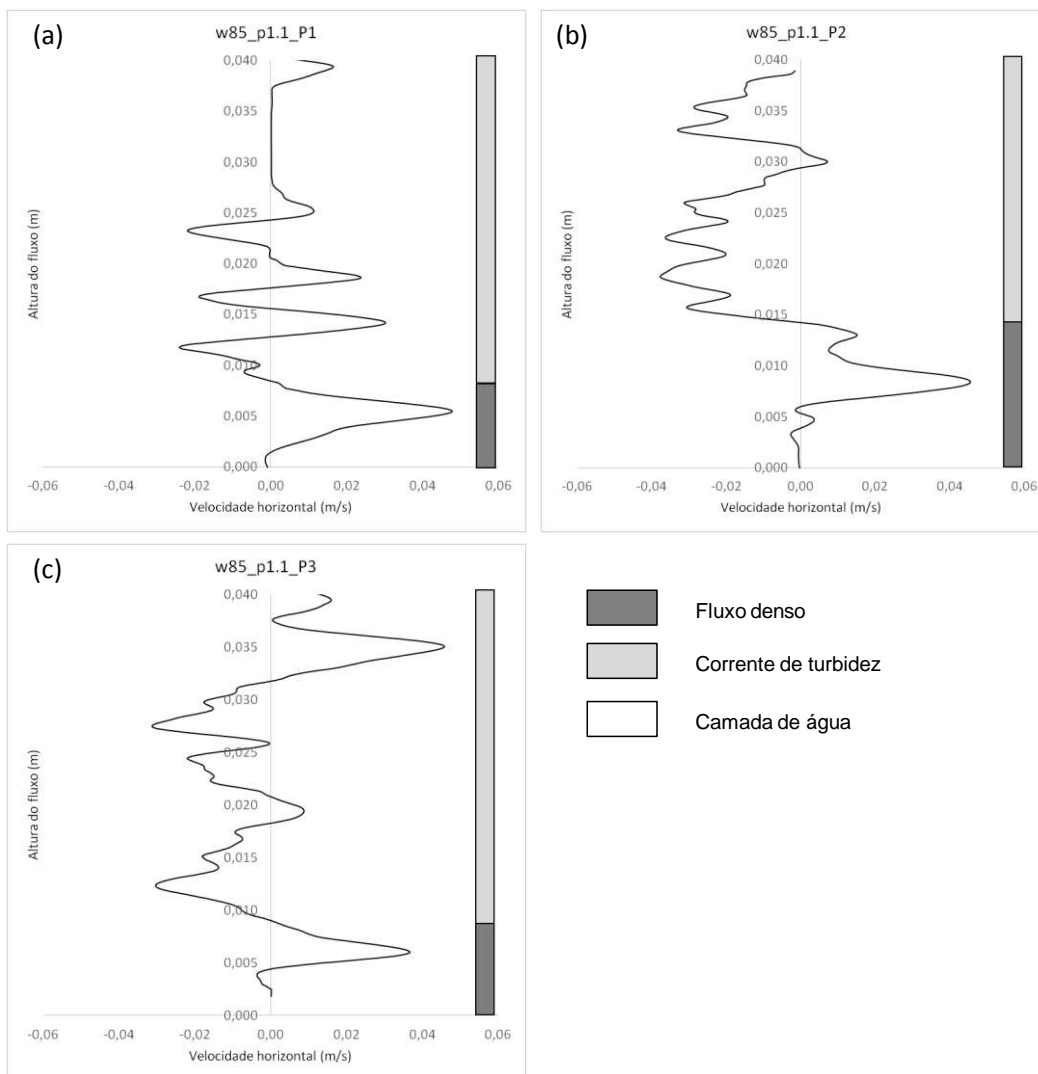 (a)
w85_p1.1_P1
0,040
0,035
0,030
0,025
0,020
0,015
0,010
0,005
0,000
Altura do fluxo (m)
-0,06 -0,04 -0,02 0,00 0,02 0,04 0,06
Velocidade horizontal (m/s)
(b)
w85_p1.1_P2
0,040
0,035
0,030
0,025
0,020
0,015
0,010
0,005
0,000
Altura do fluxo (m)
-0,06 -0,04 -0,02 0,00 0,02 0,04 0,06
Velocidade horizontal (m/s)
(c)
w85_p1.1_P3
0,040
0,035
0,030
0,025
0,020
0,015
0,010
0,005
0,000
Altura do fluxo (m)
-0,06 -0,04 -0,02 0,00 0,02 0,04 0,06
Velocidade horizontal (m/s)
Fluxo denso
Corrente de turbidez
Camada de água